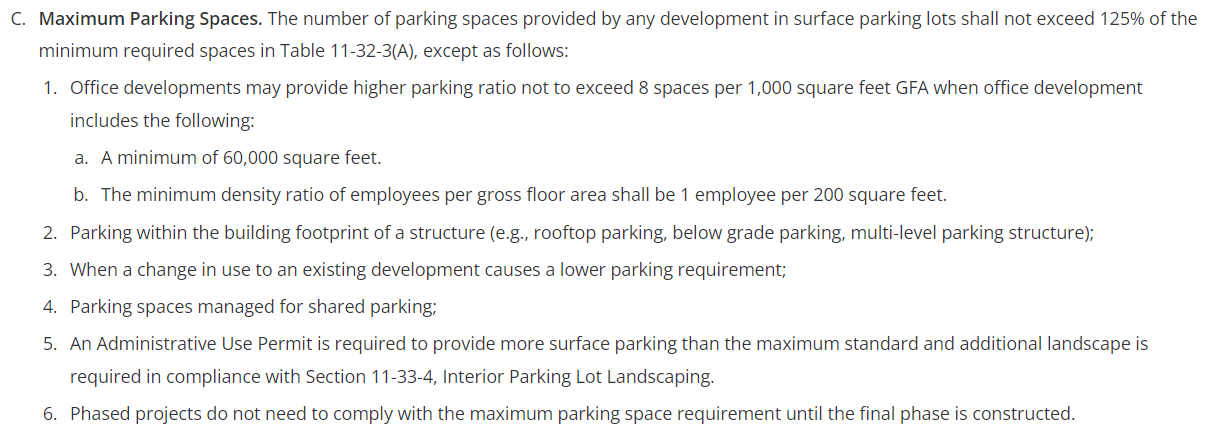 C. Maximum Parking Spaces. The number of parking spaces provided by any development in surface parking lots shall not exceed 125% of the
minimum required spaces in Table 11-32-3(A), except as follows:
1. Office developments may provide higher parking ratio not to exceed 8 spaces per 1,000 square feet GFA when office development
includes the following:
a. A minimum of 60,000 square feet.
b. The minimum density ratio of employees per gross floor area shall be 1 employee per 200 square feet.
2. Parking within the building footprint of a structure (e.g., rooftop parking, below grade parking, multi-level parking structure);
3. When a change in use to an existing development causes a lower parking requirement;
4. Parking spaces managed for shared parking;
5. An Administrative Use Permit is required to provide more surface parking than the maximum standard and additional landscape is
required in compliance with Section 11-33-4, Interior Parking Lot Landscaping.
6. Phased projects do not need to comply with the maximum parking space requirement until the final phase is constructed.